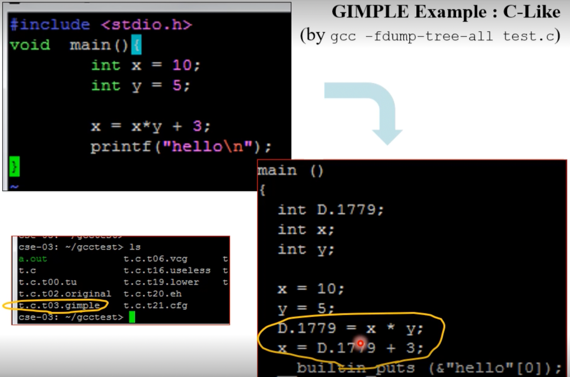 GIMPLE Example : C-Like
(by gcc -fdump-tree-all test.c)
#include <stdio.h>
void main(){
int x = 10;
int y = 5;
x = x*y + 3;
printf("hello\n");
}
~
cse-03: ~/gcctest> ls
a.out t.c.t06.vcg t
t.c t.c.t16.useless t
t.c.t00.tu t.c.t19.lower t
t.c.t02.original t.c.t20.eh
t.c.t03.gimple t.c.t21.cfg
cse-03: ~/gcctest>
main ()
{
int D.1779;
int x;
int y;
x = 10;
y = 5;
D.1779 = x * y;
x = D.1779 + 3;
__builtin_puts (&"hello"[0]);